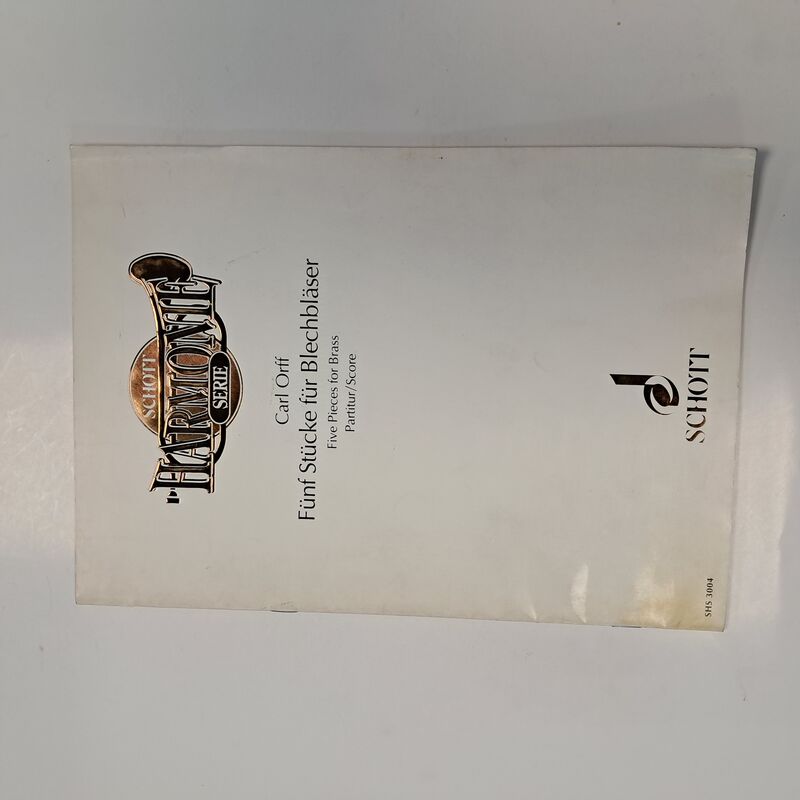 SCHOTT
HARMONIE
SERIE
Carl Orff
Fünf Stücke für Blechbläser
Five Pieces for Brass
Partitur/Score
SCHOTT
SHS 3004